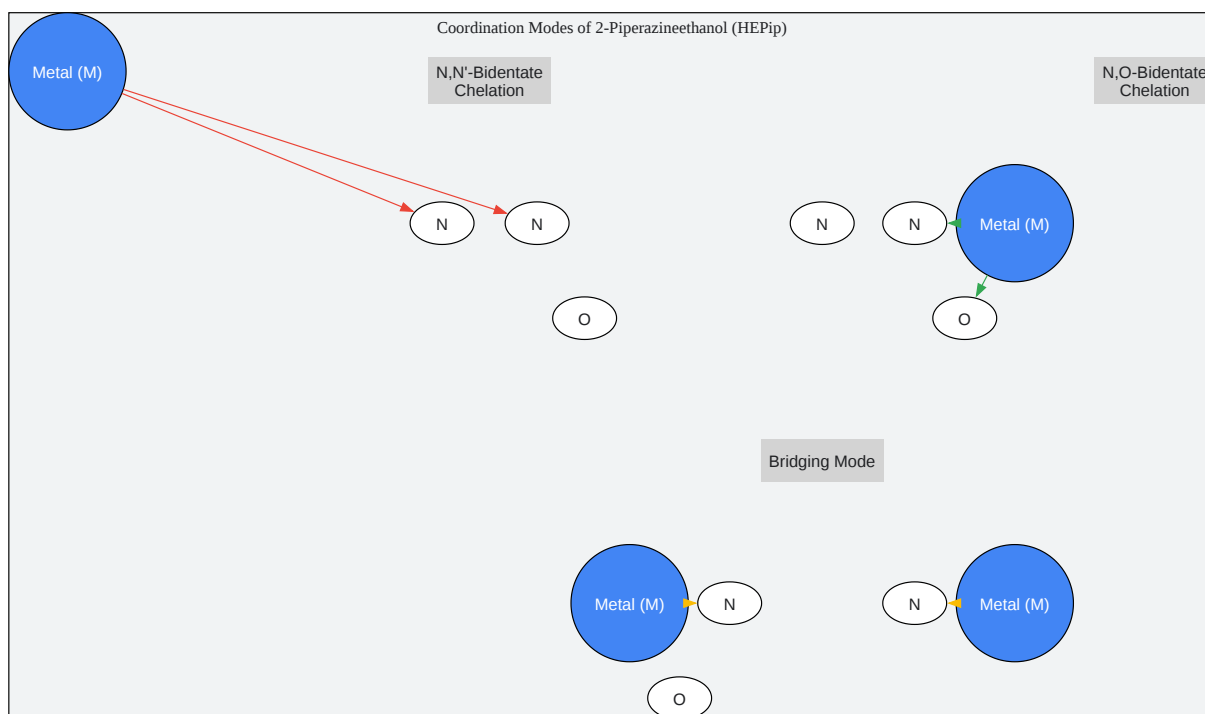 Coordination Modes of 2-Piperazineethanol (HEPip)
Metal (M)
N,N'-Bidentate
Chelation
N,O-Bidentate
Chelation
N
N
N
N
Metal (M)
O
O
Bridging Mode
Metal (M)
N
N
Metal (M)
O